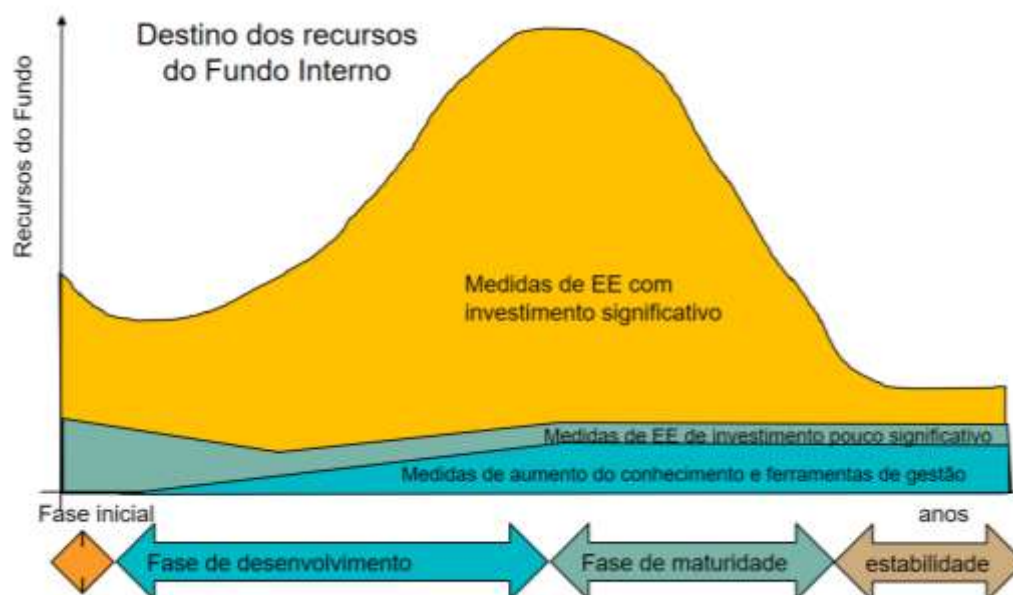 Destino dos recursos
do Fundo Interno
Recursos do Fundo
Medidas de EE com
investimento significativo
Medidas de EE de investimento pouco significativo
Medidas de aumento do conhecimento e ferramentas de gestão
Fase inicial
anos
Fase de desenvolvimento
Fase de maturidade
estabilidade